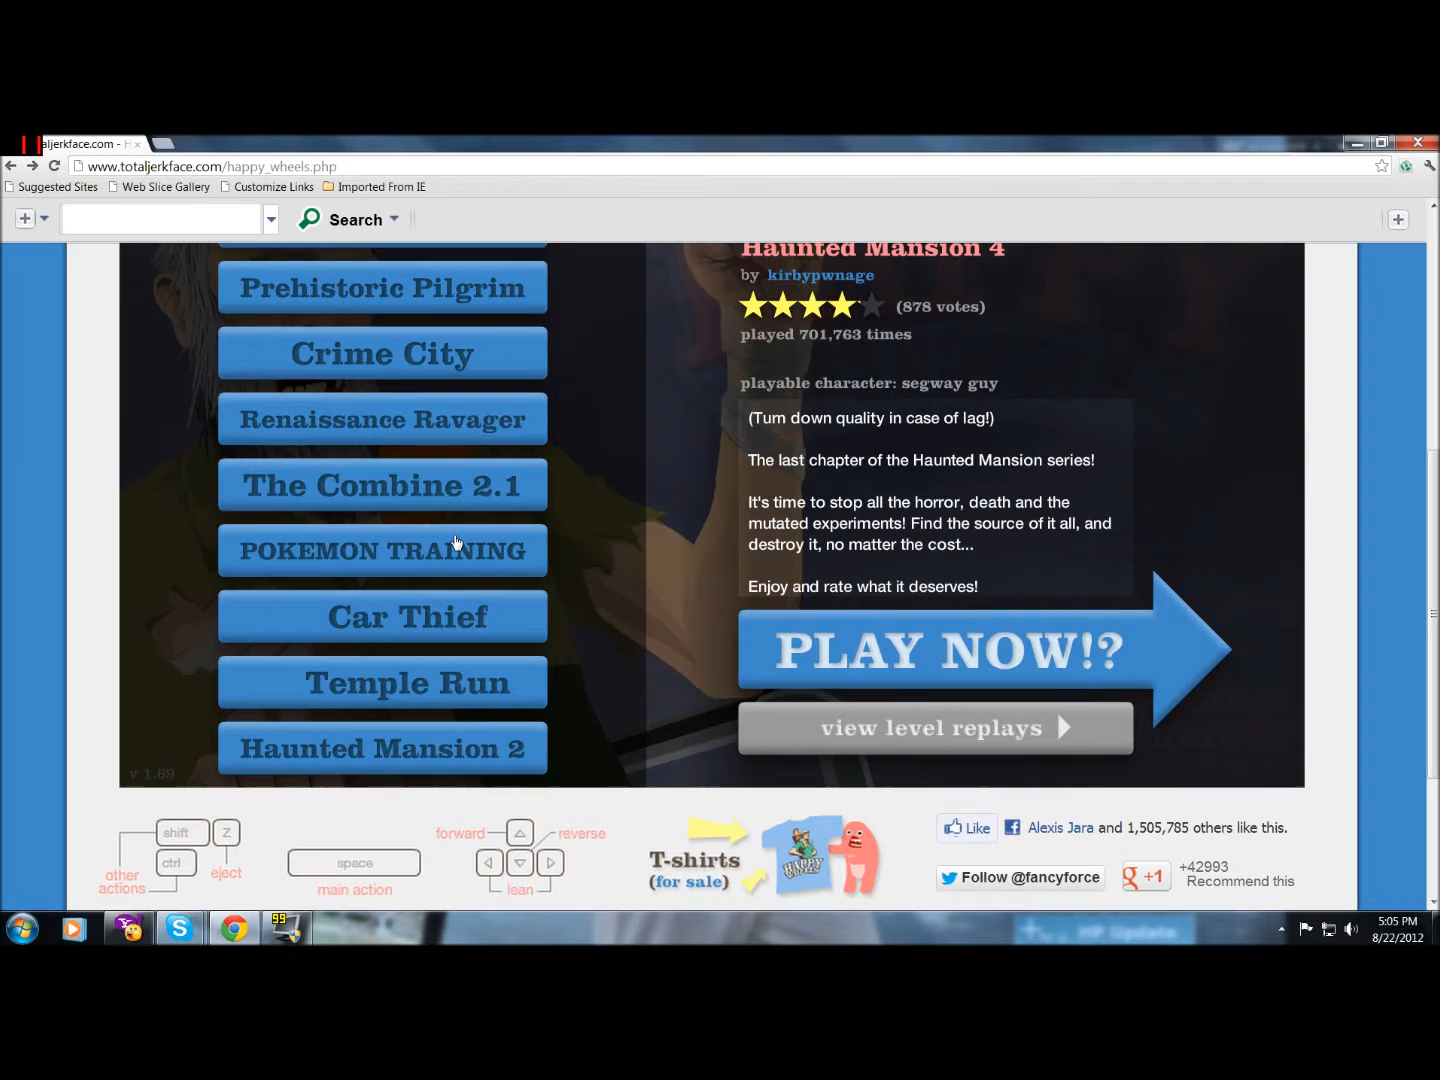 aljerkface.com - H
www.totaljerkface.com/happy_wheels.php
Suggested Sites Web Slice Gallery Customize Links Imported From IE
Search
Prehistoric Pilgrim
Crime City
Renaissance Ravager
The Combine 2.1
POKEMON TRAINING
Car Thief
Temple Run
Haunted Mansion 2
v 1.69
Haunted Mansion 4
by kirbypwnage
(878 votes)
played 701,763 times
playable character: segway guy
(Turn down quality in case of lag!)
The last chapter of the Haunted Mansion series!
It's time to stop all the horror, death and the
mutated experiments! Find the source of it all, and
destroy it, no matter the cost...
Enjoy and rate what it deserves!
PLAY NOW!?
view level replays
shift Z
ctrl
other
actions
eject
space
main action
forward
reverse
lean
T-shirts
(for sale)
HAPPY
WHEELS
Like
Alexis Jara and 1,505,785 others like this.
Follow @fancyforce
g +1
+42993
Recommend this
99
HP Update
5:05 PM
8/22/2012